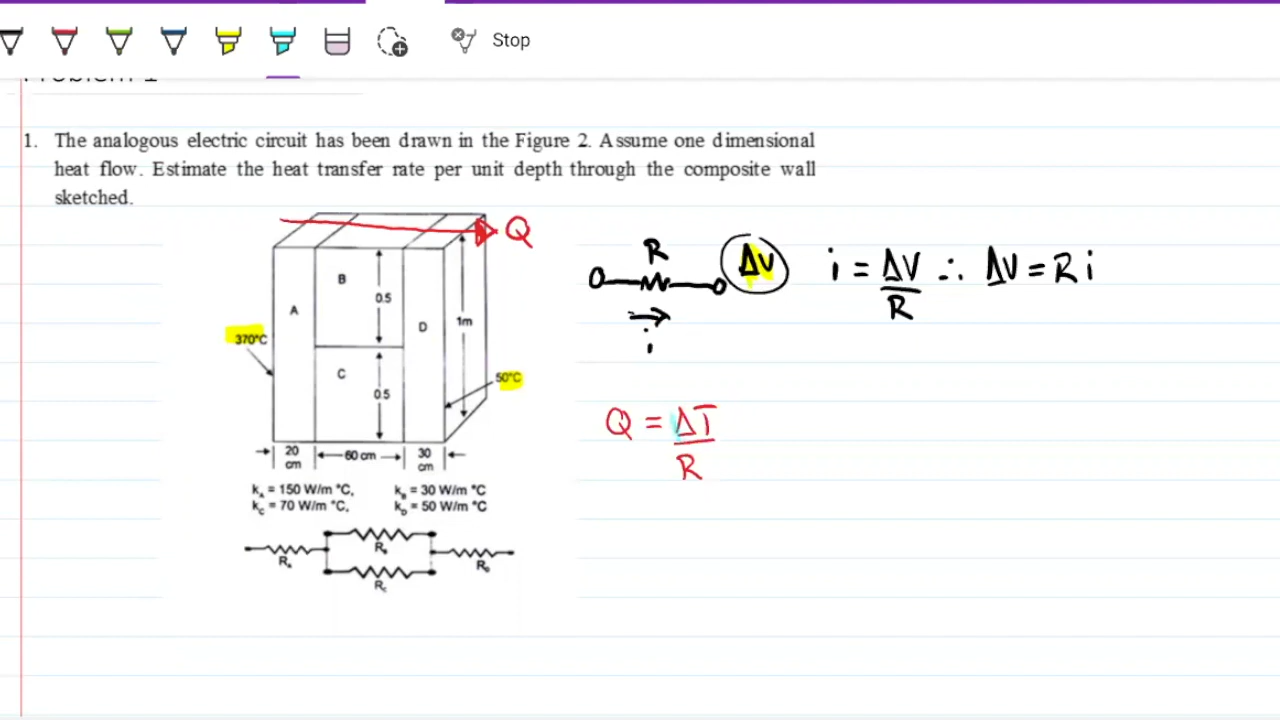 Stop
Problem 1
1. The analogous electric circuit has been drawn in the Figure 2. Assume one dimensional
heat flow. Estimate the heat transfer rate per unit depth through the composite wall
sketched.
Q
R
ΔV
i = ΔV/R ∴ ΔV = R i
i
B
0.5
A
D
1m
370°C
C
50°C
0.5
20 cm
60 cm
30 cm
Q = ΔT/R
kA = 150 W/m °C, kB = 30 W/m °C
kC = 70 W/m °C, kD = 50 W/m °C
RB
RA
RD
RC